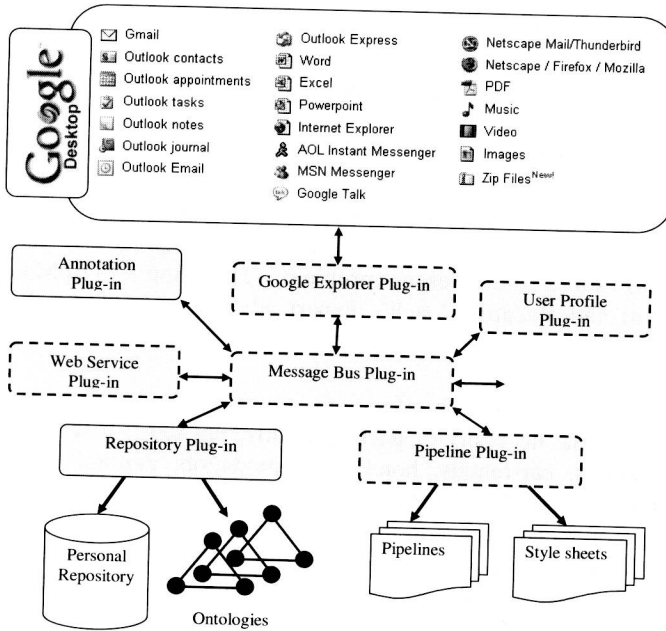 Google
Desktop
Gmail
Outlook contacts
Outlook appointments
Outlook tasks
Outlook notes
Outlook journal
Outlook Email
Outlook Express
Word
Excel
Powerpoint
Internet Explorer
AOL Instant Messenger
MSN Messenger
Google Talk
Netscape Mail/Thunderbird
Netscape / Firefox / Mozilla
PDF
Music
Video
Images
Zip Files New!
Annotation
Plug-in
Google Explorer Plug-in
User Profile
Plug-in
Web Service
Plug-in
Message Bus Plug-in
Repository Plug-in
Pipeline Plug-in
Personal
Repository
Ontologies
Pipelines
Style sheets